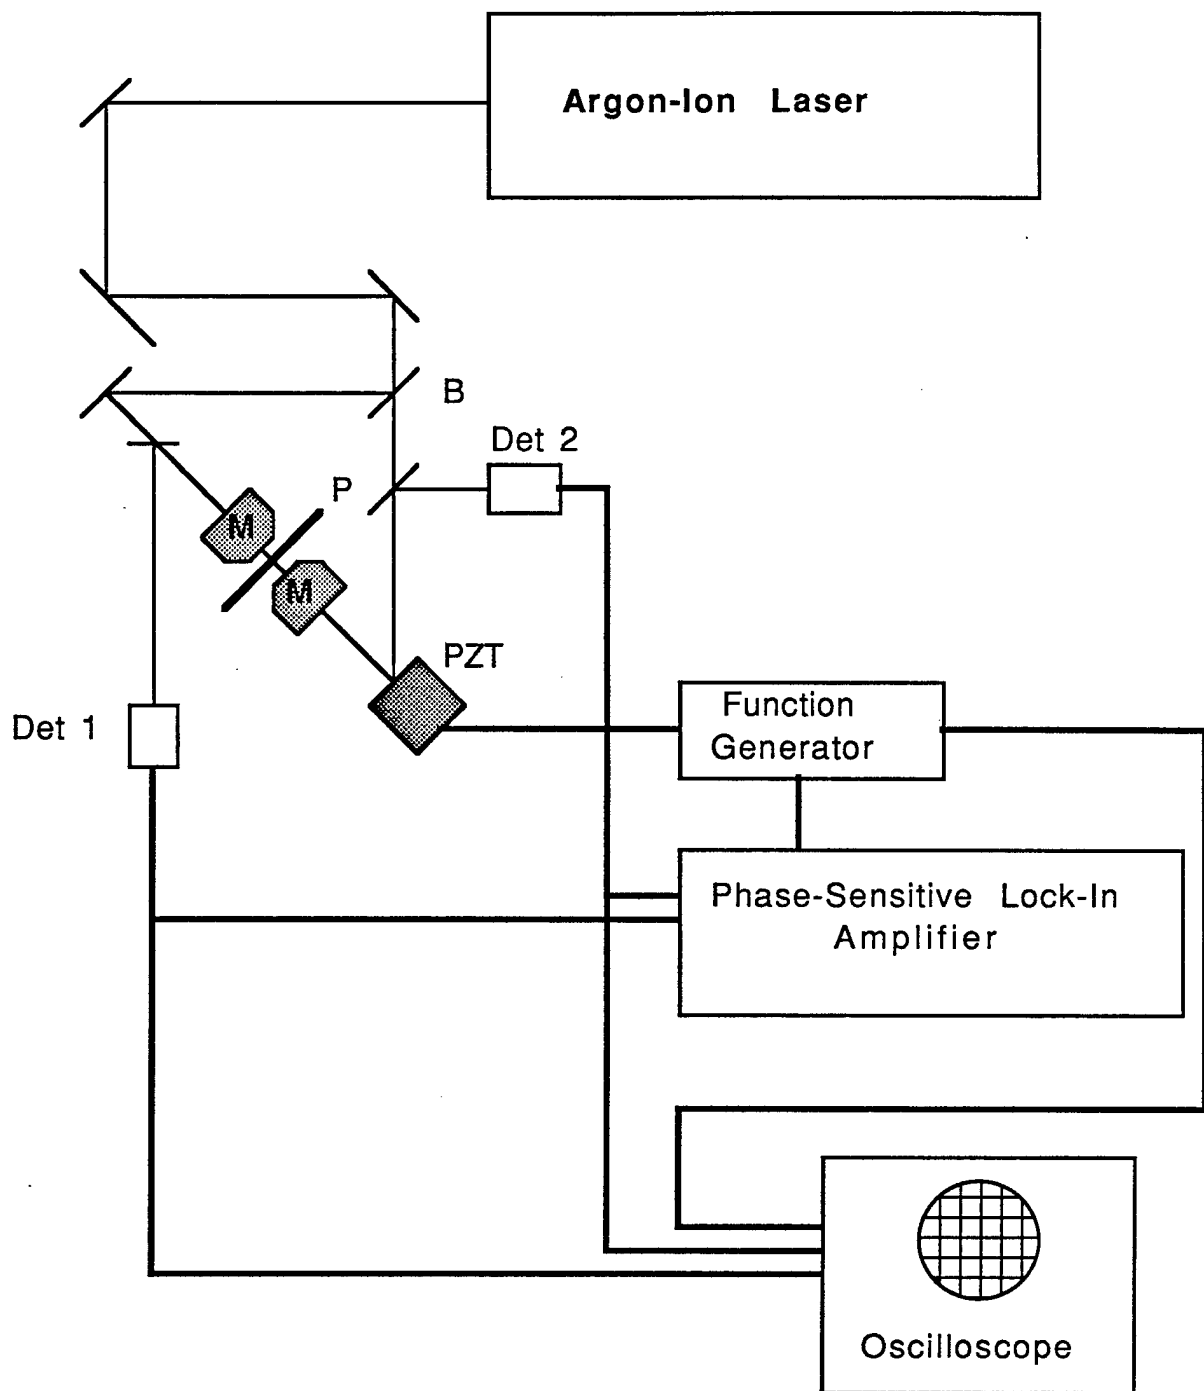 Argon-Ion Laser
B
Det 2
P
M
M
PZT
Det 1
Function
Generator
Phase-Sensitive Lock-In
Amplifier
Oscilloscope